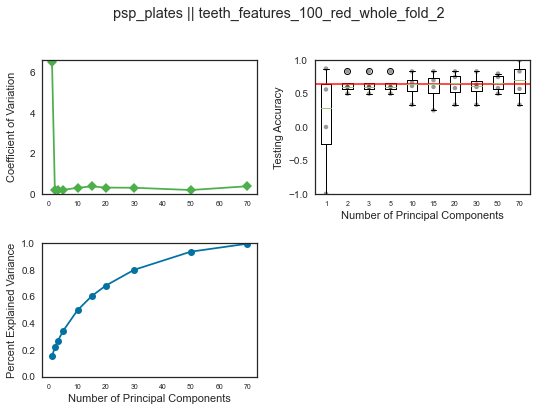 psp_plates || teeth_features_100_red_whole_fold_2
Coefficient of Variation
6
4
2
0
0 10 20 30 40 50 60 70
Testing Accuracy
1.0
0.5
0.0
−0.5
−1.0
1 2 3 5 10 15 20 30 50 70
Number of Principal Components
Percent Explained Variance
1.0
0.8
0.6
0.4
0.2
0.0
0 10 20 30 40 50 60 70
Number of Principal Components